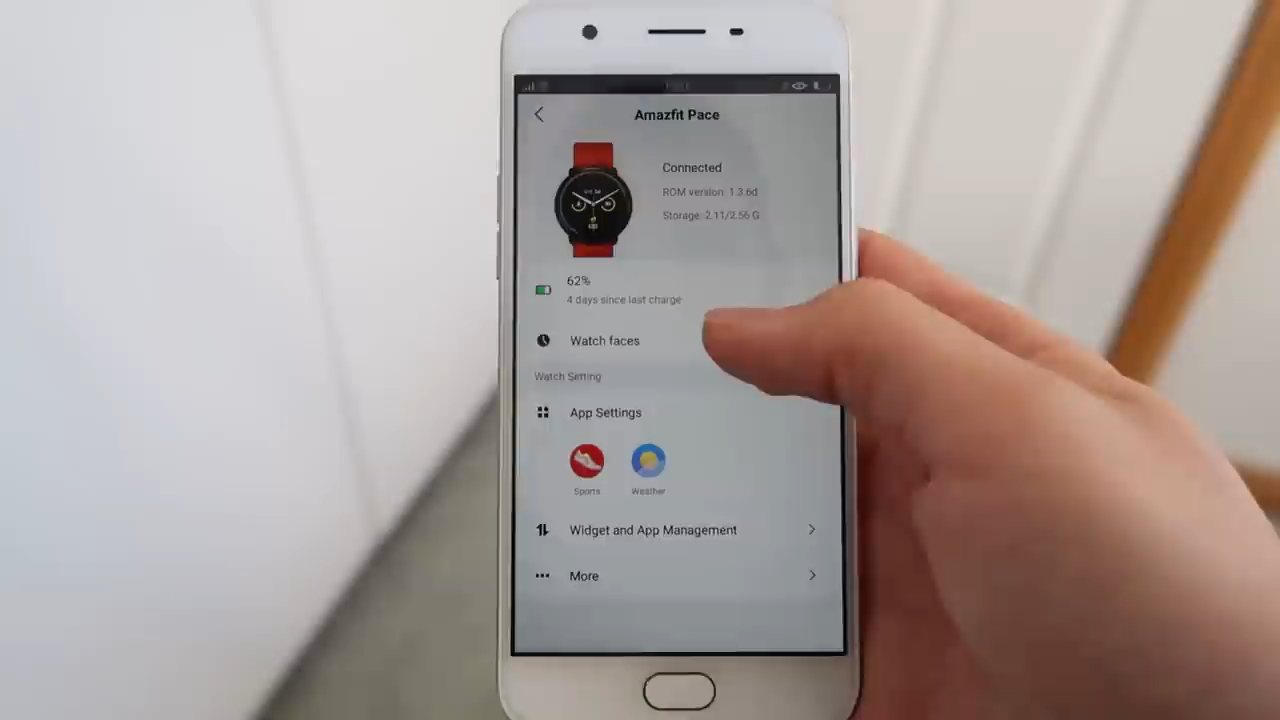 Amazfit Pace
Connected
ROM version: 1.3.6d
Storage: 2.11/2.56 G
62%
4 days since last charge
Watch faces
Watch Setting
App Settings
Sports
Weather
Widget and App Management
More